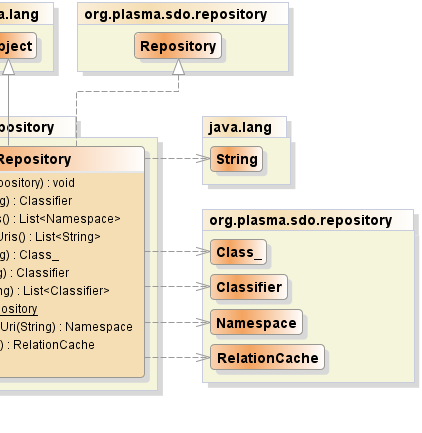 a.lang
org.plasma.sdo.repository
bject
Repository
pository
java.lang
Repository
String
pository) : void
g) : Classifier
s() : List<Namespace>
Uris() : List<String>
g) : Class_
g) : Classifier
ng) : List<Classifier>
ository
Uri(String) : Namespace
) : RelationCache
org.plasma.sdo.repository
Class_
Classifier
Namespace
RelationCache